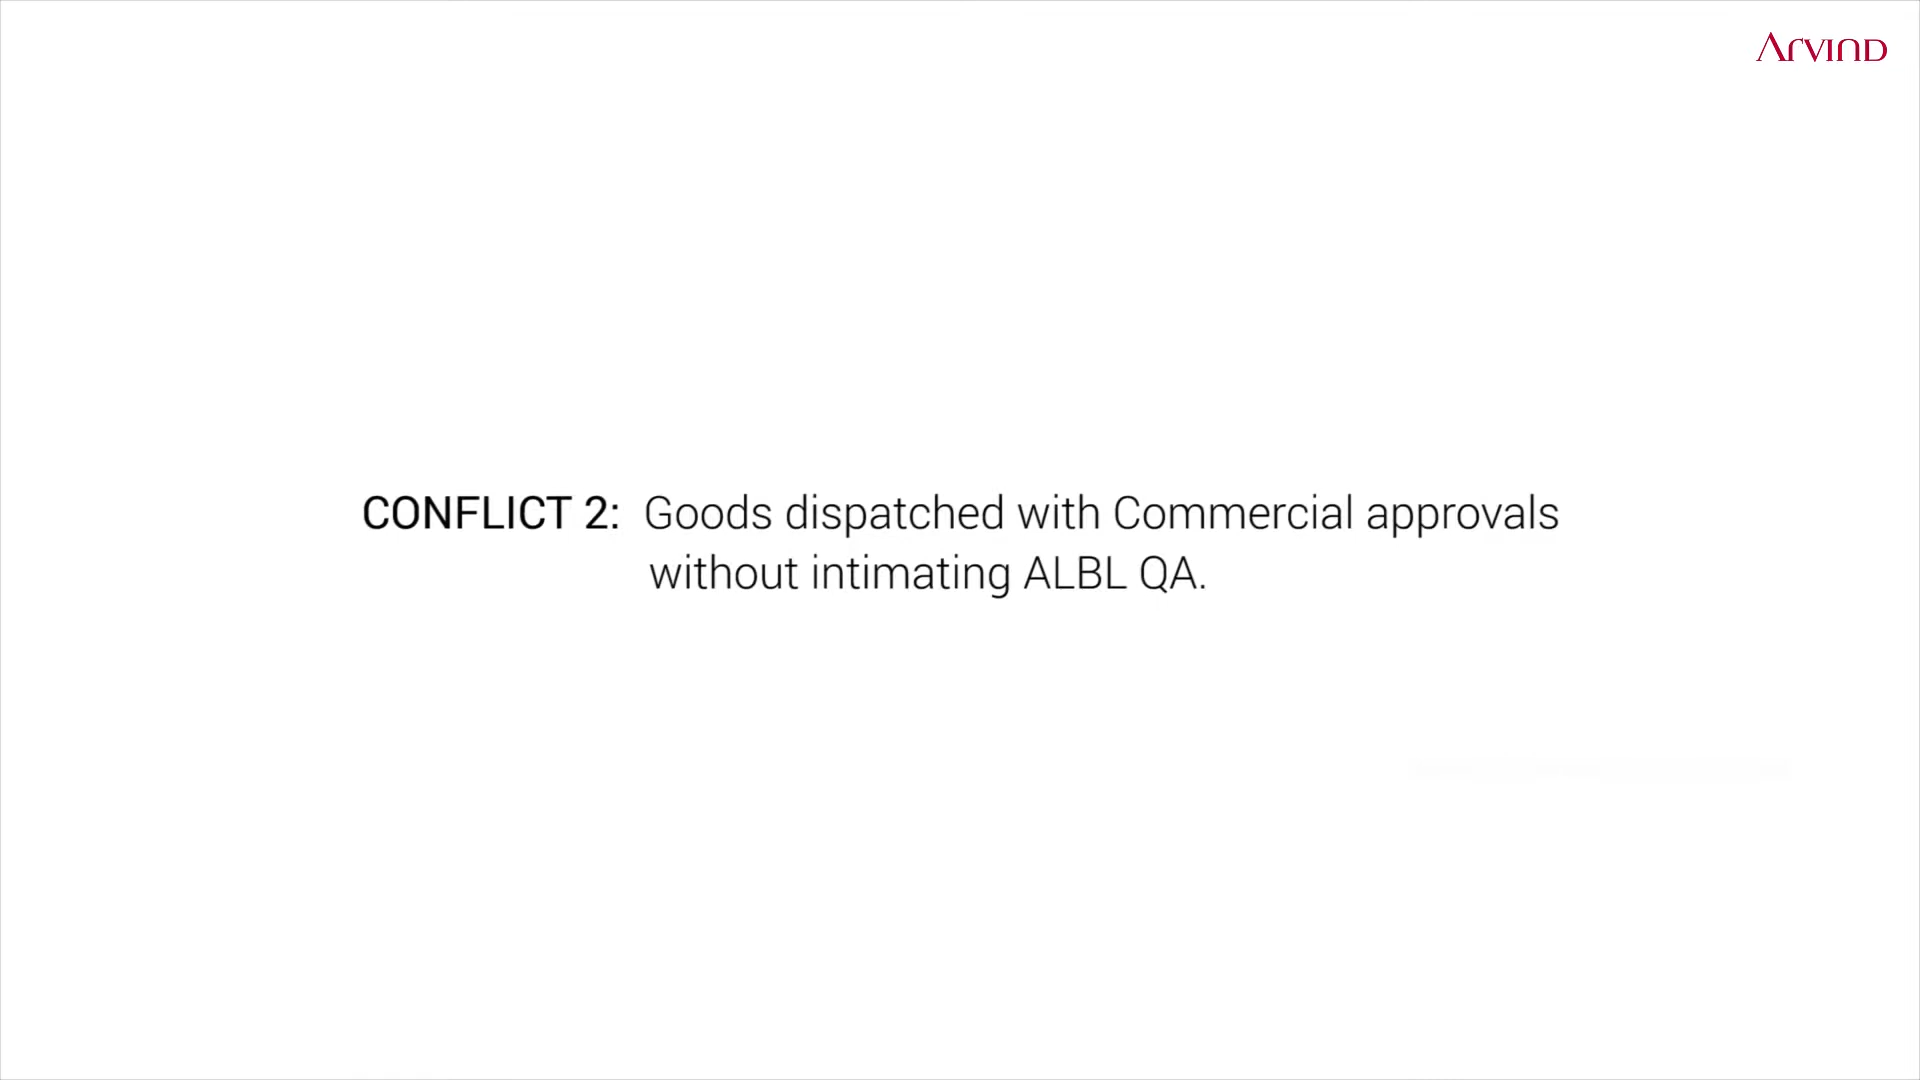 ARVIND
CONFLICT 2: Goods dispatched with Commercial approvals
without intimating ALBL QA.